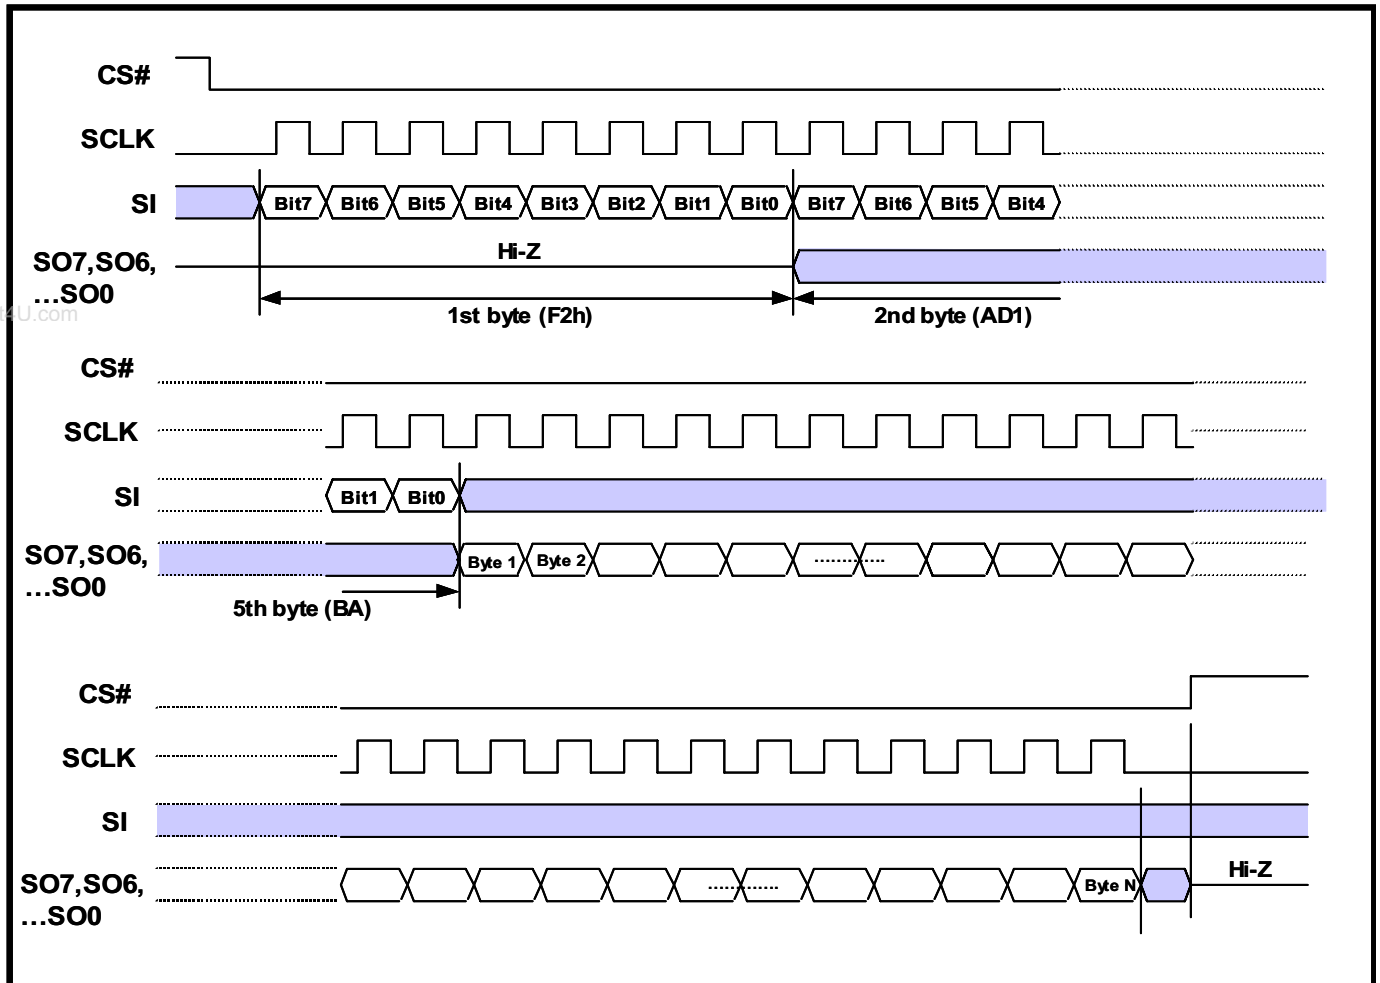 CS#
SCLK
SI
Bit7 Bit6 Bit5 Bit4 Bit3 Bit2 Bit1 Bit0 Bit7 Bit6 Bit5 Bit4
SO7,SO6,
...SO0
Hi-Z
1st byte (F2h)
2nd byte (AD1)
t4U.com
CS#
SCLK
SI
Bit1 Bit0
SO7,SO6,
...SO0
Byte 1 Byte 2
5th byte (BA)
CS#
SCLK
SI
SO7,SO6,
...SO0
Byte N
Hi-Z